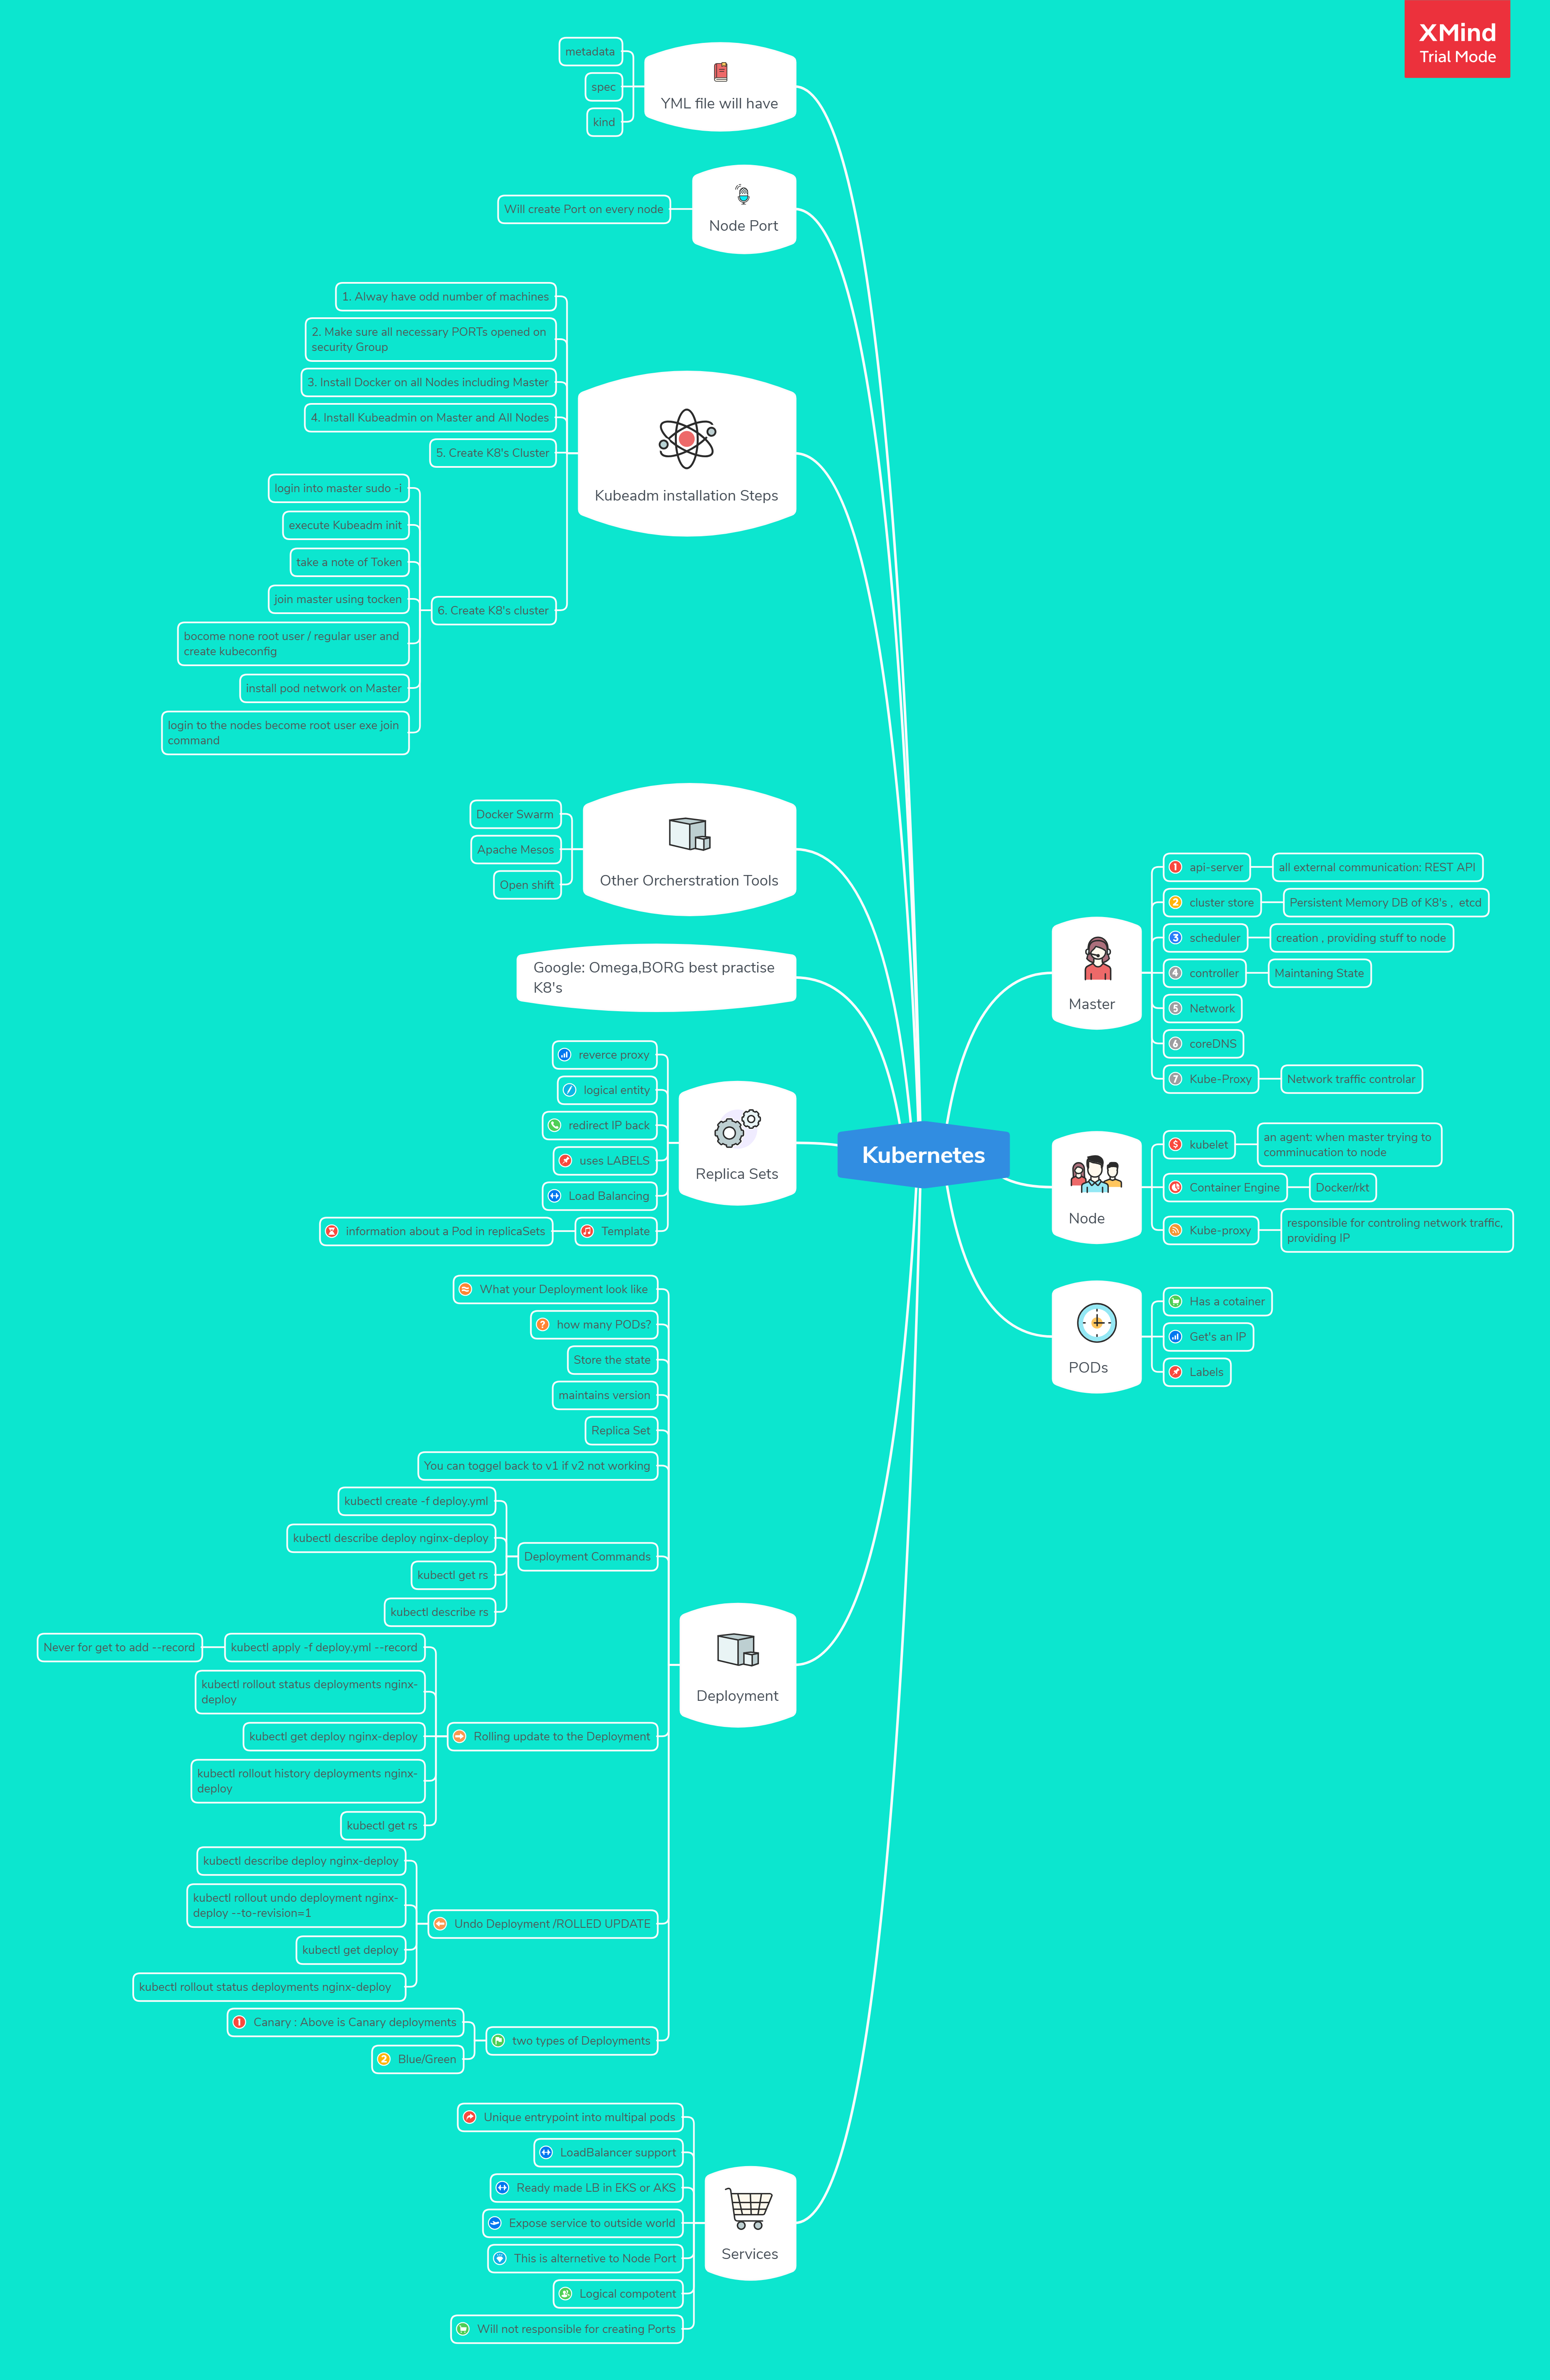 XMind
Trial Mode
Kubernetes
Master
1 api-server
all external communication: REST API
2 cluster store
Persistent Memory DB of K8's , etcd
3 scheduler
creation , providing stuff to node
4 controller
Maintaning State
5 Network
6 coreDNS
7 Kube-Proxy
Network traffic controlar
Node
$ kubelet
an agent: when master trying to
comminucation to node
Container Engine
Docker/rkt
Kube-proxy
responsible for controling network traffic,
providing IP
PODs
Has a cotainer
Get's an IP
Labels
YML file will have
metadata
spec
kind
Node Port
Will create Port on every node
Kubeadm installation Steps
1. Alway have odd number of machines
2. Make sure all necessary PORTs opened on
security Group
3. Install Docker on all Nodes including Master
4. Install Kubeadmin on Master and All Nodes
5. Create K8's Cluster
6. Create K8's cluster
login into master sudo -i
execute Kubeadm init
take a note of Token
join master using tocken
bocome none root user / regular user and
create kubeconfig
install pod network on Master
login to the nodes become root user exe join
command
Other Orcherstration Tools
Docker Swarm
Apache Mesos
Open shift
Google: Omega,BORG best practise
K8's
Replica Sets
reverce proxy
logical entity
redirect IP back
uses LABELS
Load Balancing
Template
information about a Pod in replicaSets
Deployment
What your Deployment look like
? how many PODs?
Store the state
maintains version
Replica Set
You can toggel back to v1 if v2 not working
Deployment Commands
kubectl create -f deploy.yml
kubectl describe deploy nginx-deploy
kubectl get rs
kubectl describe rs
Rolling update to the Deployment
kubectl apply -f deploy.yml --record
Never for get to add --record
kubectl rollout status deployments nginx-
deploy
kubectl get deploy nginx-deploy
kubectl rollout history deployments nginx-
deploy
kubectl get rs
Undo Deployment /ROLLED UPDATE
kubectl describe deploy nginx-deploy
kubectl rollout undo deployment nginx-
deploy --to-revision=1
kubectl get deploy
kubectl rollout status deployments nginx-deploy
two types of Deployments
1 Canary : Above is Canary deployments
2 Blue/Green
Services
Unique entrypoint into multipal pods
LoadBalancer support
Ready made LB in EKS or AKS
Expose service to outside world
This is alternetive to Node Port
Logical compotent
Will not responsible for creating Ports